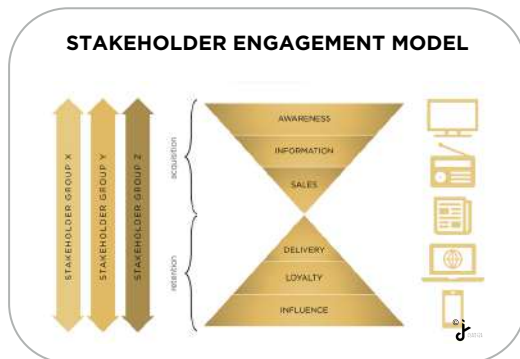 STAKEHOLDER ENGAGEMENT MODEL
STAKEHOLDER GROUP X
STAKEHOLDER GROUP Y
STAKEHOLDER GROUP Z
acquisition
retention
AWARENESS
INFORMATION
SALES
DELIVERY
LOYALTY
INFLUENCE
©